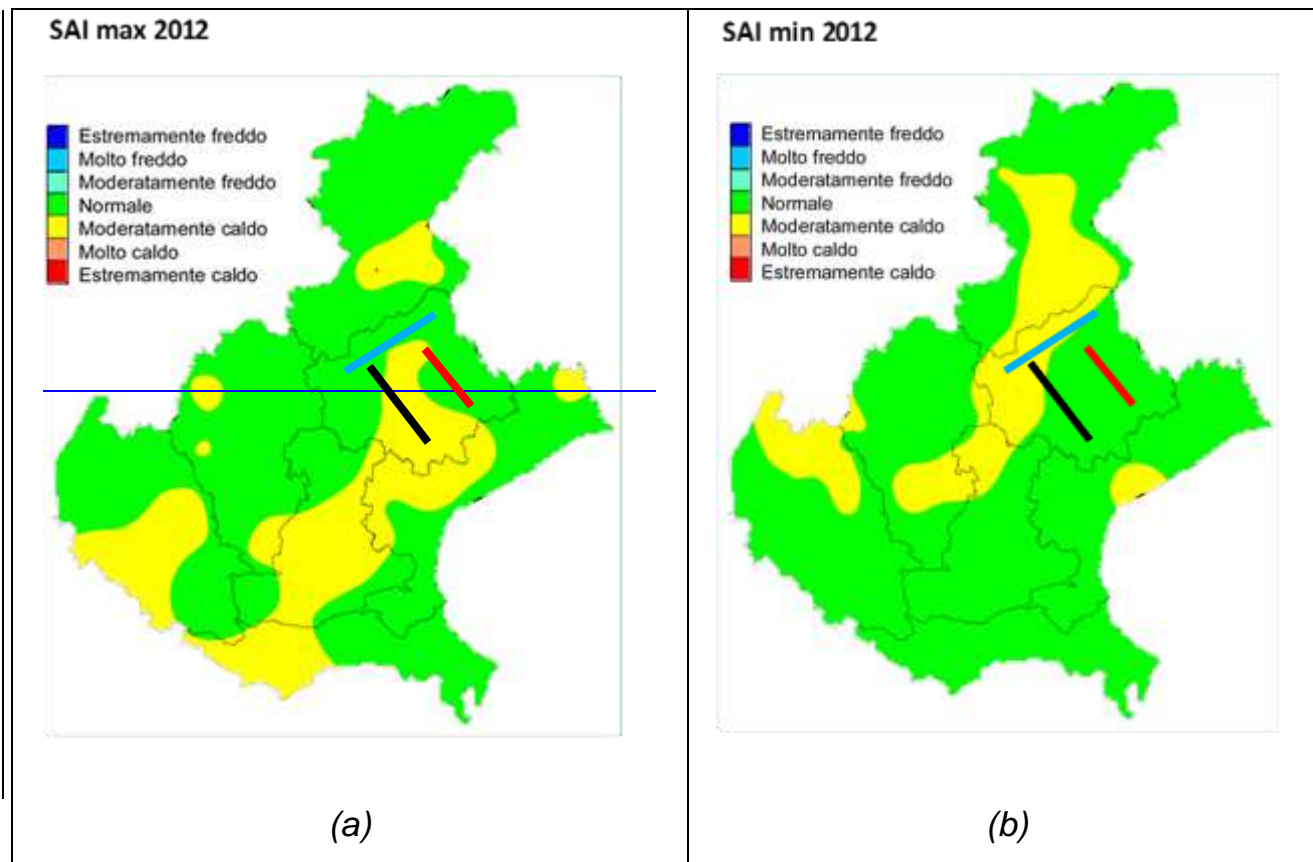 SAI max 2012
Estremamente freddo
Molto freddo
Moderatamente freddo
Normale
Moderatamente caldo
Molto caldo
Estremamente caldo
(a)
SAI min 2012
Estremamente freddo
Molto freddo
Moderatamente freddo
Normale
Moderatamente caldo
Molto caldo
Estremamente caldo
(b)